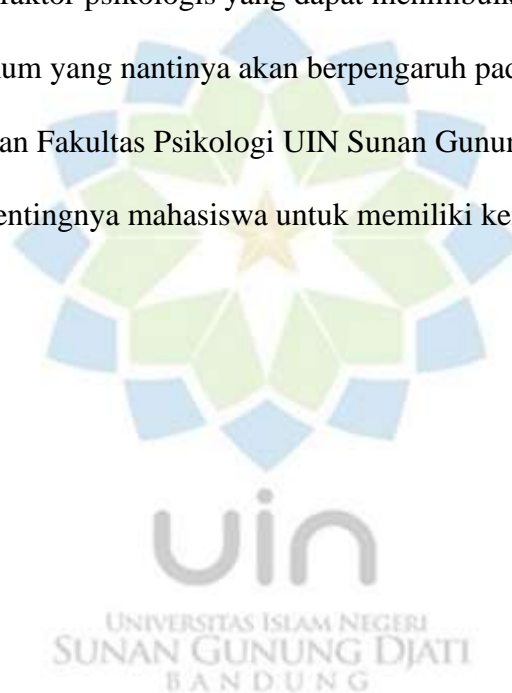 faktor psikologis yang dapat menimbulk
um yang nantinya akan berpengaruh pad
an Fakultas Psikologi UIN Sunan Gunun
entingnya mahasiswa untuk memiliki ke
uin
UNIVERSITAS ISLAM NEGERI
SUNAN GUNUNG DJATI
BANDUNG